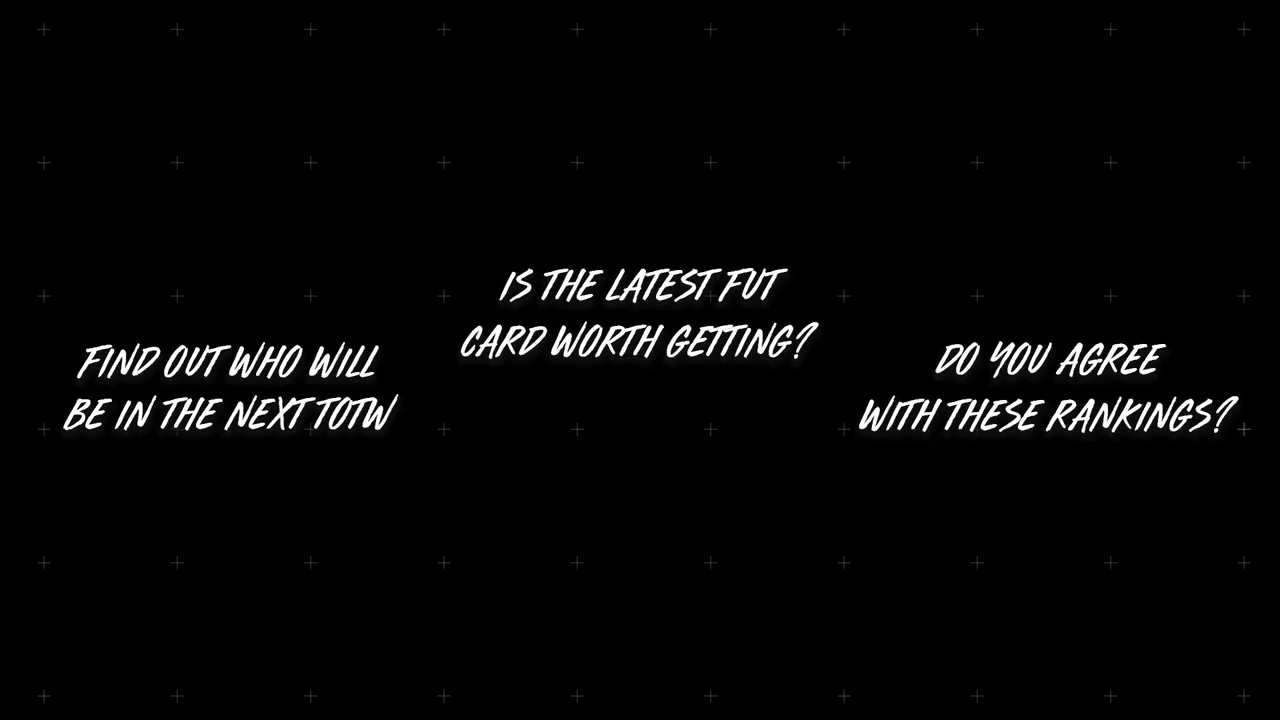 FIND OUT WHO WILL
BE IN THE NEXT TOTW
IS THE LATEST FUT
CARD WORTH GETTING?
DO YOU AGREE
WITH THESE RANKINGS?